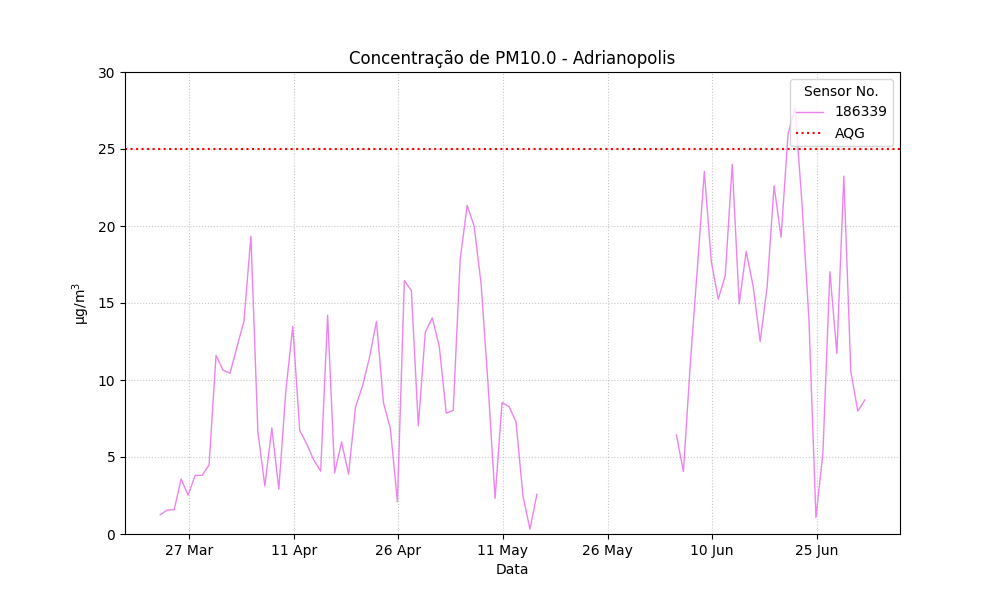 Concentração de PM10.0 - Adrianopolis
Sensor No.
186339
AQG
30
25
20
15
10
5
0
µg/m³
27 Mar
11 Apr
26 Apr
11 May
26 May
10 Jun
25 Jun
Data